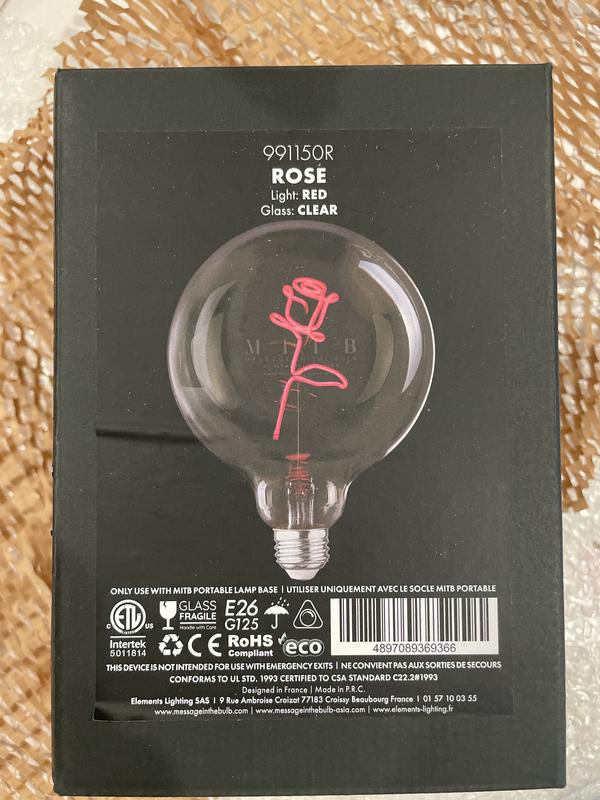 991150R
ROSE
Light: RED
Glass: CLEAR
M I T B
ONLY USE WITH MITB PORTABLE LAMP BASE | UTILISER UNIQUEMENT AVEC LE SOCLE MITB PORTABLE
C ETL US
LISTED
Intertek
5011814
GLASS
FRAGILE
Handle with Care
E26
G125
CE
RoHS
Compliant
eco
4897089369366
THIS DEVICE IS NOT INTENDED FOR USE WITH EMERGENCY EXITS | NE CONVIENT PAS AUX SORTIES DE SECOURS
CONFORMS TO UL STD. 1993 CERTIFIED TO CSA STANDARD C22.2#1993
Designed in France | Made in P.R.C.
Elements Lighting SAS | 9 Rue Ambroise Croizat 77183 Croissy Beaubourg France | 01 57 10 03 55
www.messageinthebulb.com | www.messageinthebulb-asia.com | www.elements-lighting.fr